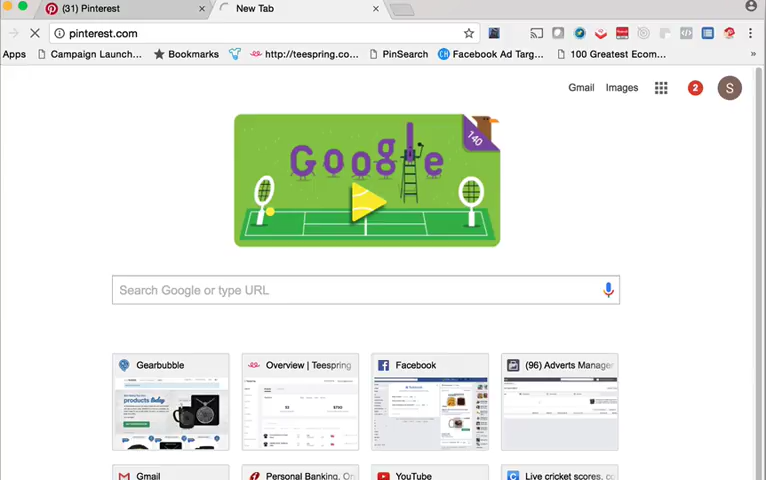 (31) Pinterest
New Tab
pinterest.com
Apps
Campaign Launch...
Bookmarks
http://teespring.co...
PinSearch
Facebook Ad Targ...
100 Greatest Ecom...
»
Gmail
Images
2
S
Google
140
Search Google or type URL
Gearbubble
Overview | Teespring
Facebook
(96) Adverts Manager
products today
Gmail
Personal Banking, On
YouTube
Live cricket scores, co